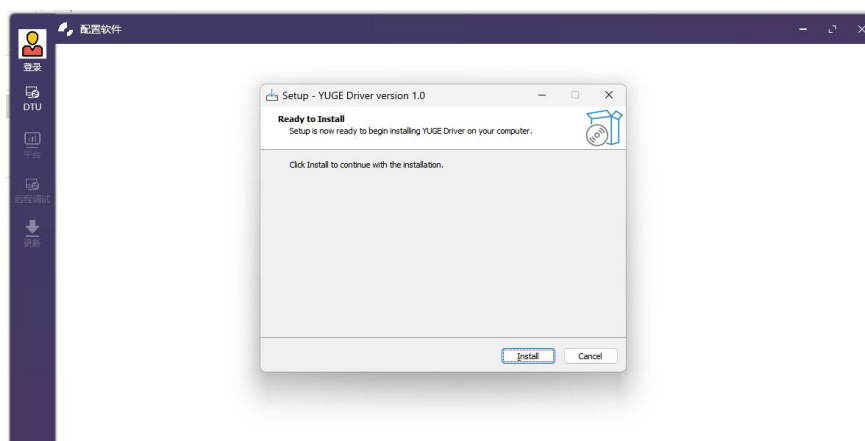 配置软件
登录
DTU
平台
远程调试
更新
Setup - YUGE Driver version 1.0
Ready to Install
Setup is now ready to begin installing YUGE Driver on your computer.
Click Install to continue with the installation.
Install
Cancel